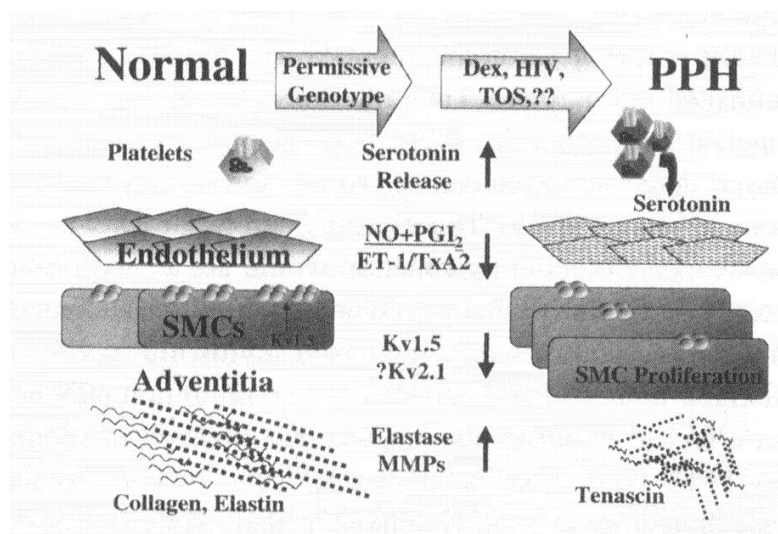 Normal
Permissive
Genotype
Dex, HIV,
TOS,??
PPH
Platelets
Serotonin
Release
Serotonin
Endothelium
NO+PGI₂
ET-1/TxA2
SMCs
Kv1.5
Kv1.5
?Kv2.1
SMC Proliferation
Adventitia
Elastase
MMPs
Collagen, Elastin
Tenascin